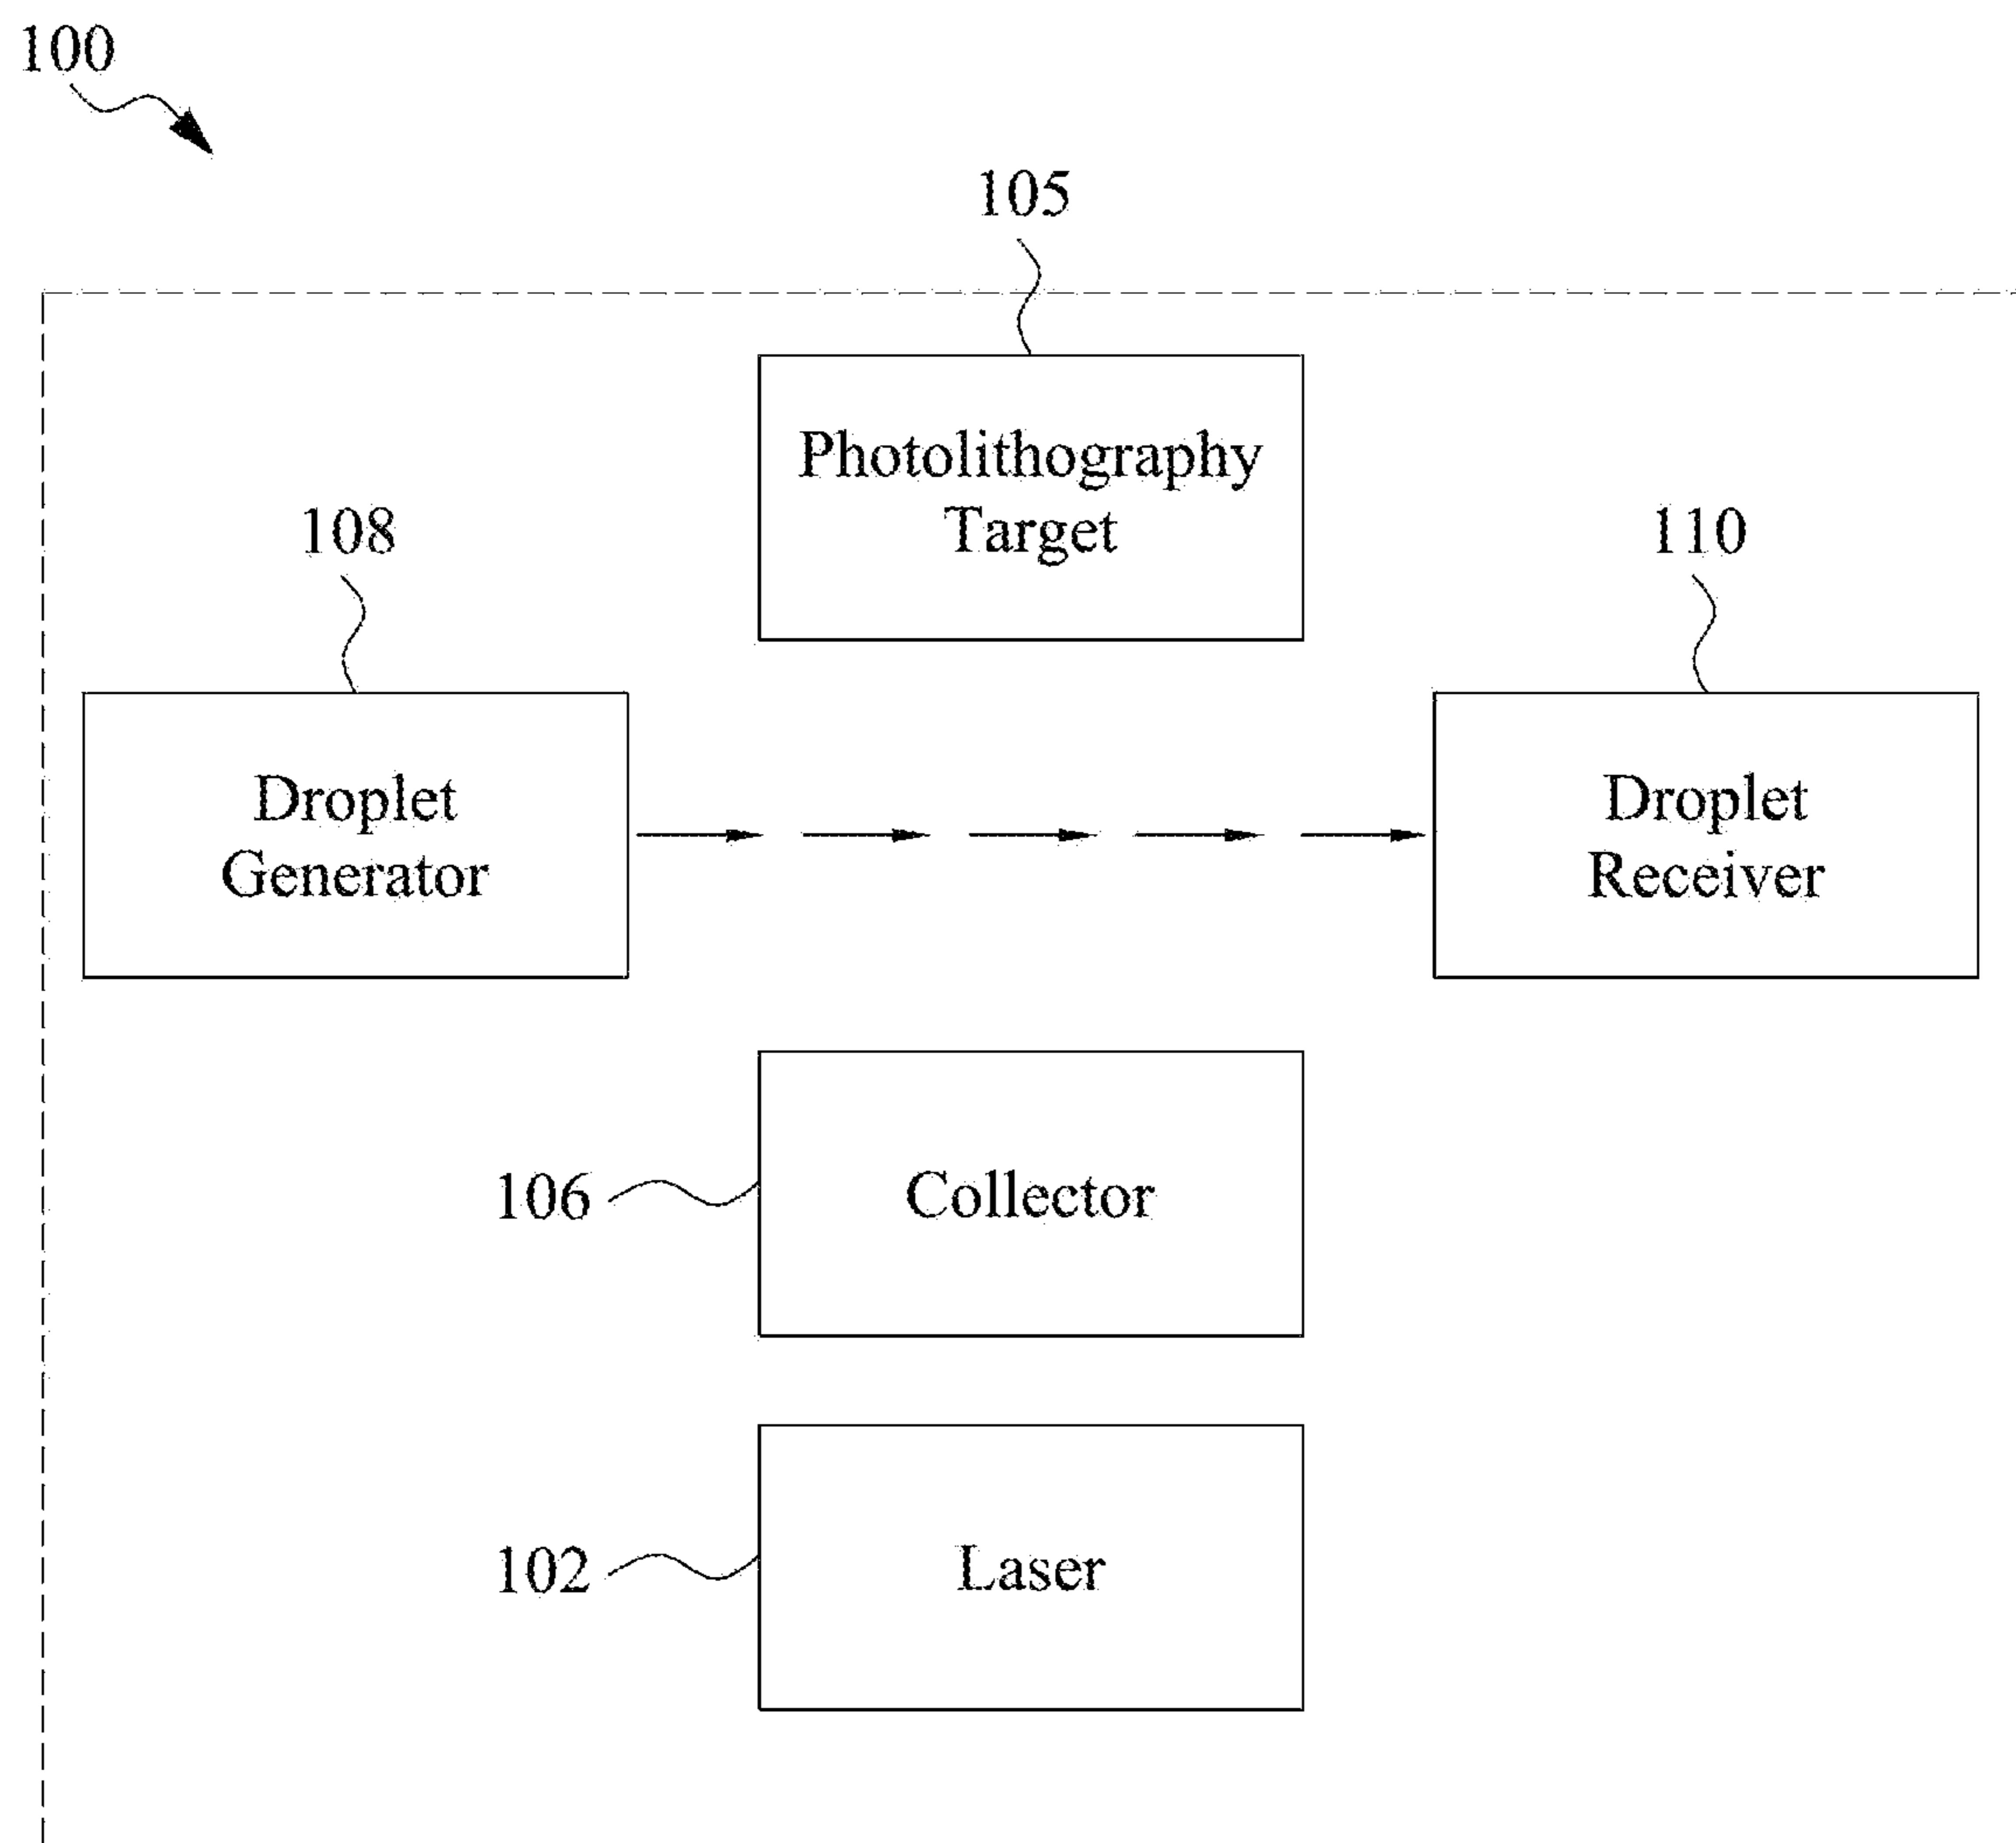 100
105
Photolithography
Target
108
110
Droplet
Generator
Droplet
Receiver
106
Collector
102
Laser